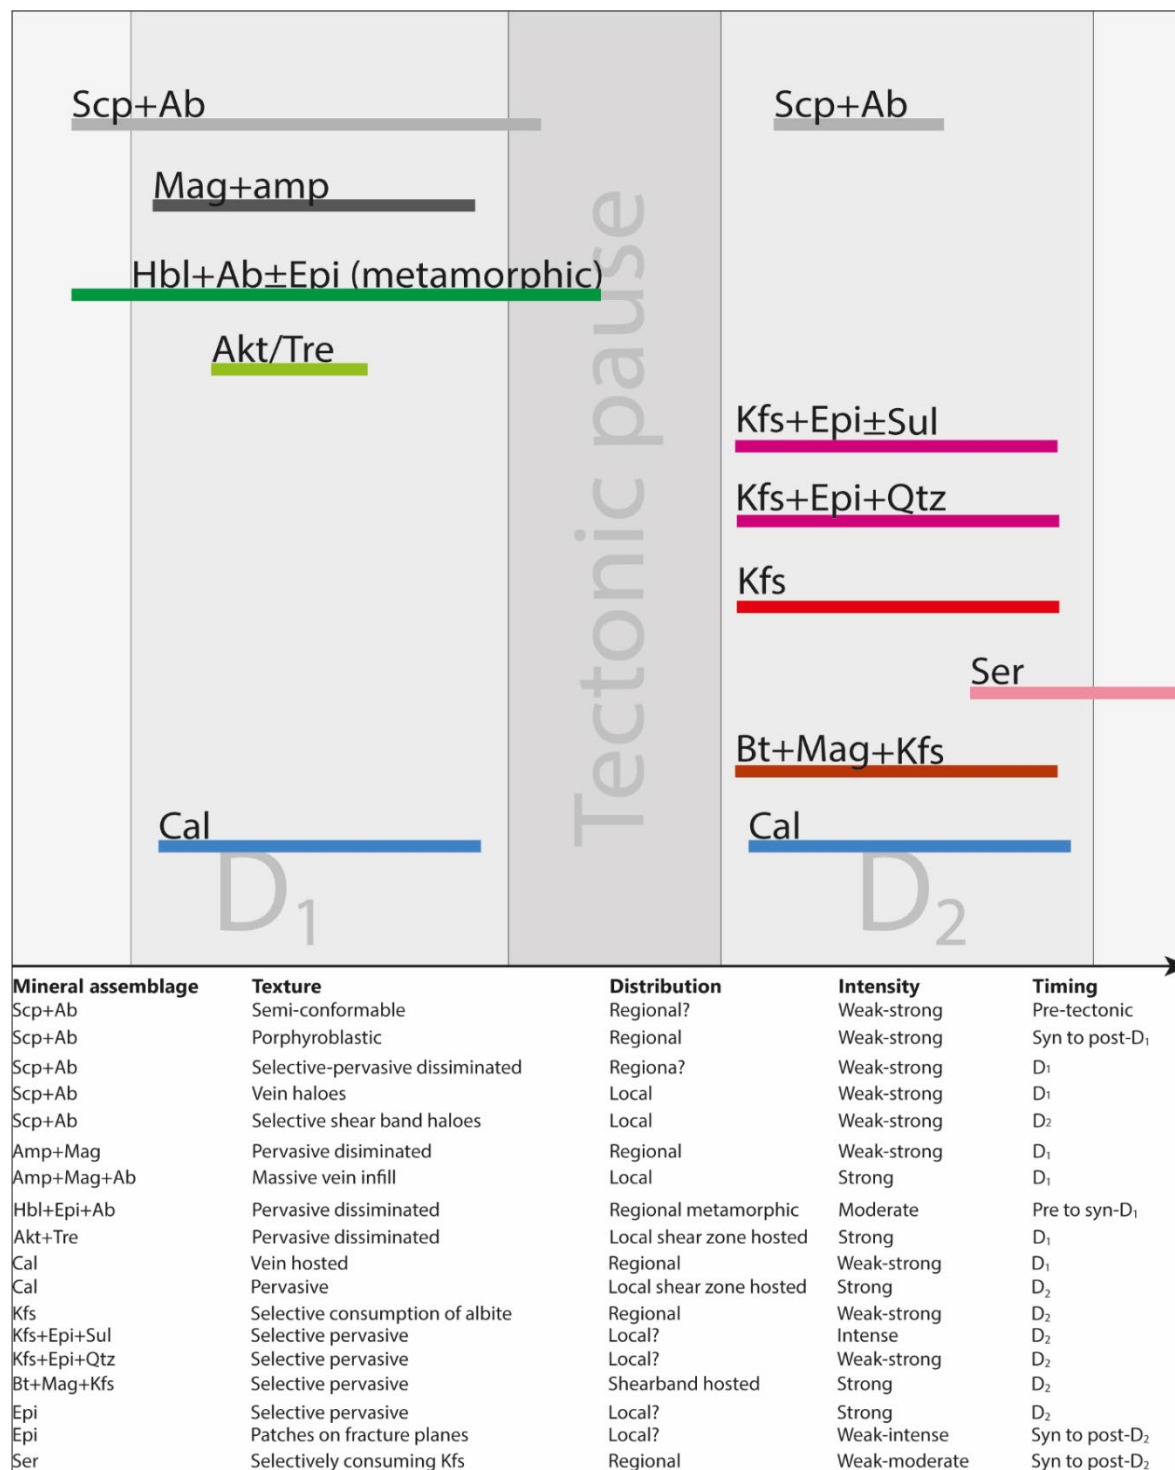 Scp+Ab Scp+Ab
Mag+amp
Hbl+Ab±Epi (metamorphic)
Akt/Tre
Tectonic pause
Kfs+Epi±Sul
Kfs+Epi+Qtz
Kfs
Ser
Bt+Mag+Kfs
Cal Cal
D₁ D₂
Mineral assemblage Texture Distribution Intensity Timing
Scp+Ab Semi-conformable Regional? Weak-strong Pre-tectonic
Scp+Ab Porphyroblastic Regional Weak-strong Syn to post-D₁
Scp+Ab Selective-pervasive dissiminated Regiona? Weak-strong D₁
Scp+Ab Vein haloes Local Weak-strong D₁
Scp+Ab Selective shear band haloes Local Weak-strong D₂
Amp+Mag Pervasive disiminated Regional Weak-strong D₁
Amp+Mag+Ab Massive vein infill Local Strong D₁
Hbl+Epi+Ab Pervasive dissiminated Regional metamorphic Moderate Pre to syn-D₁
Akt+Tre Pervasive dissiminated Local shear zone hosted Strong D₁
Cal Vein hosted Regional Weak-strong D₁
Cal Pervasive Local shear zone hosted Strong D₂
Kfs Selective consumption of albite Regional Weak-strong D₂
Kfs+Epi+Sul Selective pervasive Local? Intense D₂
Kfs+Epi+Qtz Selective pervasive Local? Weak-strong D₂
Bt+Mag+Kfs Selective pervasive Shearband hosted Strong D₂
Epi Selective pervasive Local? Strong D₂
Epi Patches on fracture planes Local? Weak-intense Syn to post-D₂
Ser Selectively consuming Kfs Regional Weak-moderate Syn to post-D₂